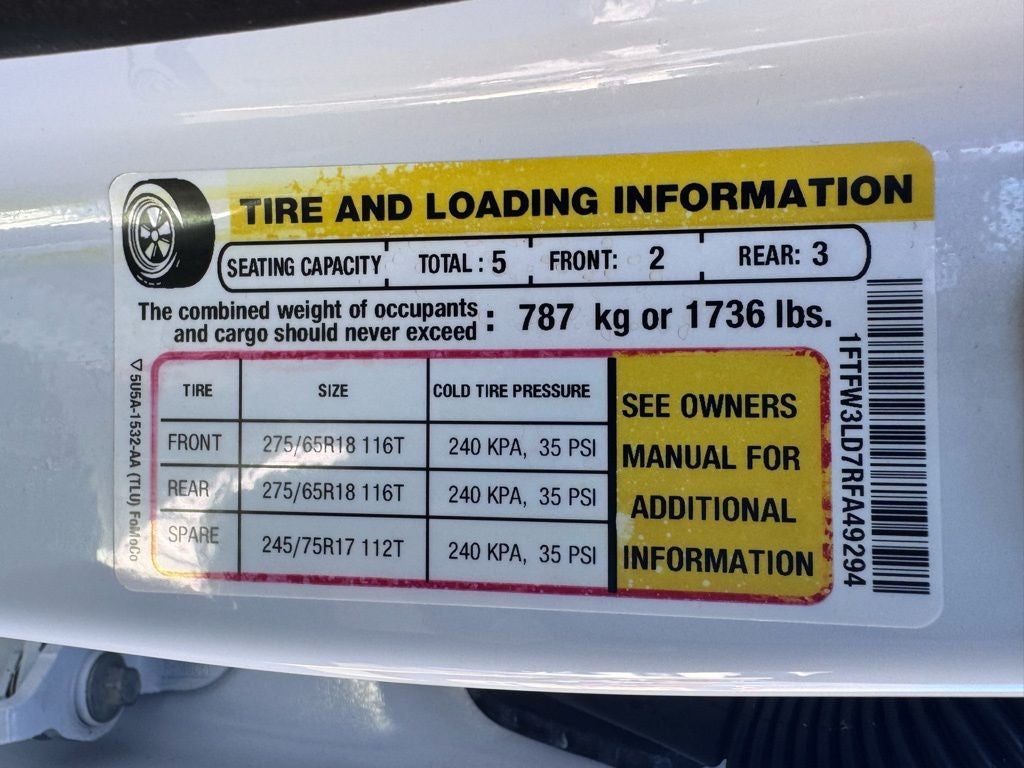 TIRE AND LOADING INFORMATION
SEATING CAPACITY TOTAL : 5 FRONT: 2 REAR: 3
The combined weight of occupants
and cargo should never exceed : 787 kg or 1736 lbs.
TIRE SIZE COLD TIRE PRESSURE
FRONT 275/65R18 116T 240 KPA, 35 PSI
REAR 275/65R18 116T 240 KPA, 35 PSI
SPARE 245/75R17 112T 240 KPA, 35 PSI
SEE OWNERS
MANUAL FOR
ADDITIONAL
INFORMATION
5U5A-1532-AA (TLU) FoMoCo
1FTFW3LD7RFA49294